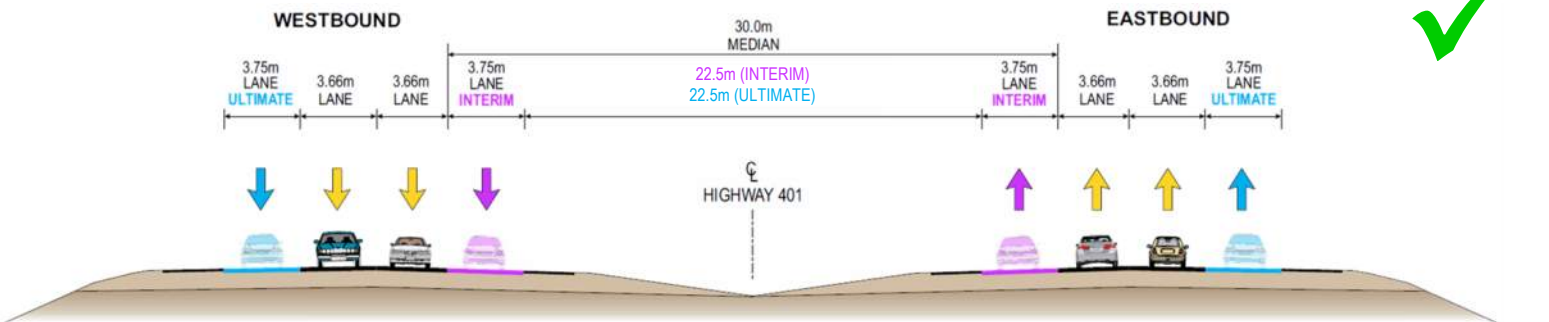 WESTBOUND
EASTBOUND
30.0m
MEDIAN
3.75m
LANE
ULTIMATE
3.66m
LANE
3.66m
LANE
3.75m
LANE
INTERIM
22.5m (INTERIM)
22.5m (ULTIMATE)
3.75m
LANE
INTERIM
3.66m
LANE
3.66m
LANE
3.75m
LANE
ULTIMATE
℄
HIGHWAY 401